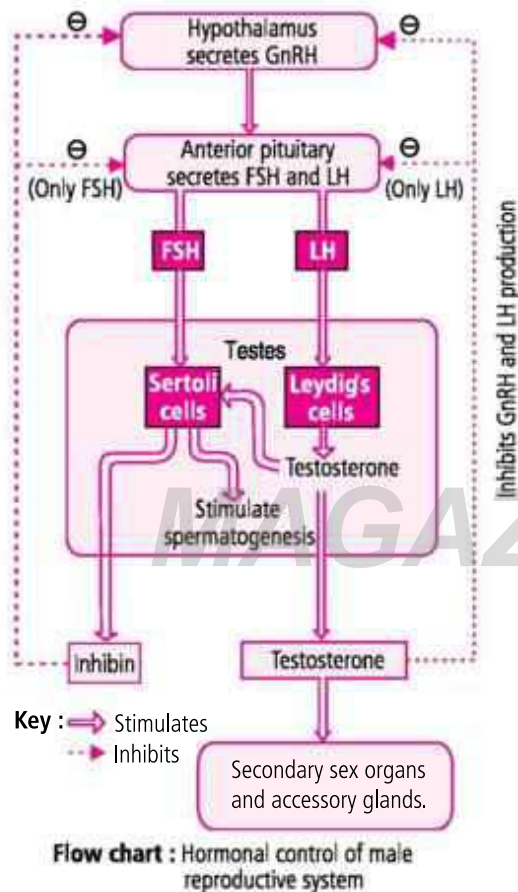 Hypothalamus
secretes GnRH
⊖
⊖
Anterior pituitary
secretes FSH and LH
⊖
(Only FSH)
⊖
(Only LH)
FSH
LH
Inhibits GnRH and LH production
Testes
Sertoli
cells
Leydig's
cells
Testosterone
Stimulate
spermatogenesis
MAGAZ
Inhibin
Testosterone
Key :
Stimulates
Inhibits
Secondary sex organs
and accessory glands.
Flow chart : Hormonal control of male
reproductive system